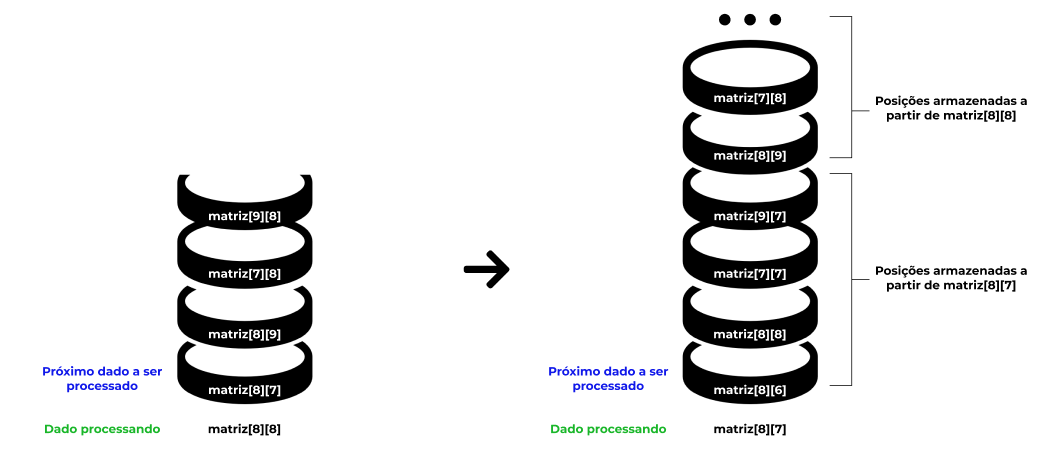 matriz[9][8]
matriz[7][8]
matriz[8][9]
Próximo dado a ser
processado
matriz[8][7]
Dado processando
matriz[8][8]
matriz[7][8]
matriz[8][9]
Posições armazenadas a
partir de matriz[8][8]
matriz[9][7]
matriz[7][7]
matriz[8][8]
Posições armazenadas a
partir de matriz[8][7]
Próximo dado a ser
processado
matriz[8][6]
Dado processando
matriz[8][7]